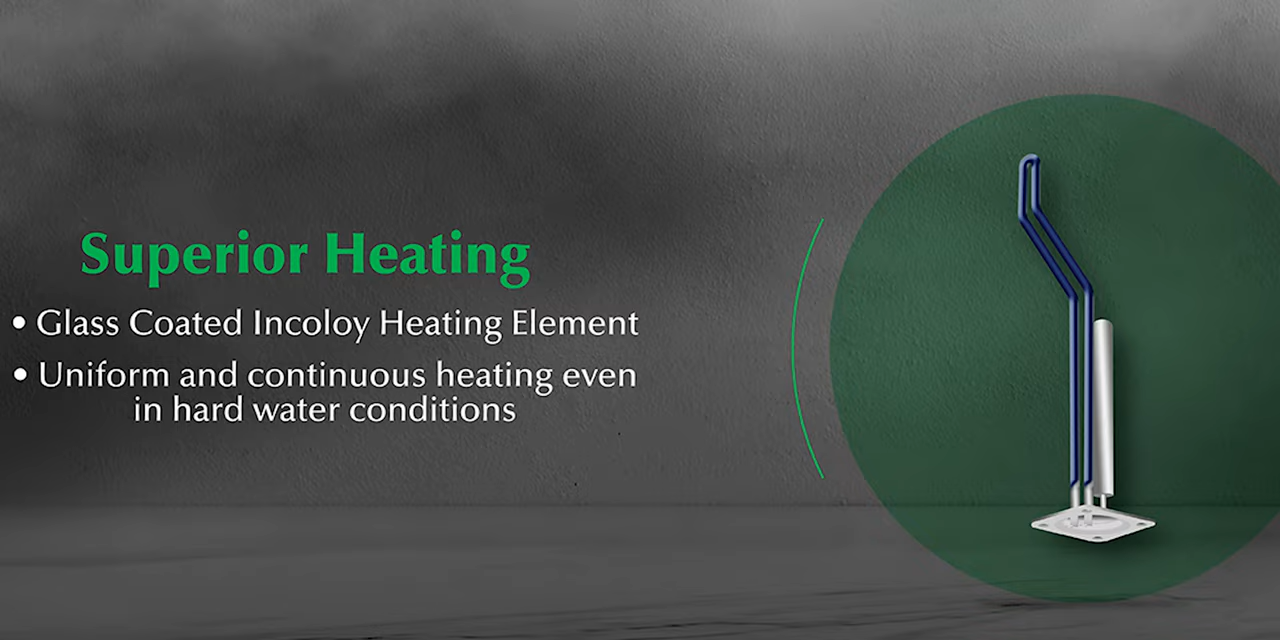 Superior Heating
• Glass Coated Incoloy Heating Element
• Uniform and continuous heating even
in hard water conditions